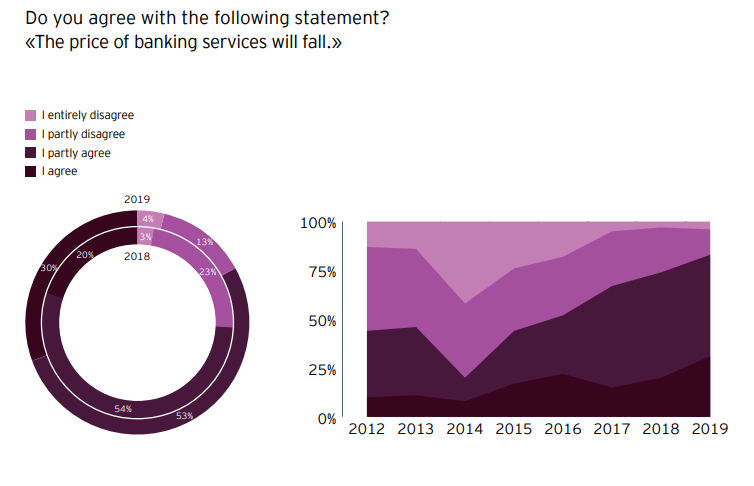 Do you agree with the following statement?
«The price of banking services will fall.»
I entirely disagree
I partly disagree
I partly agree
I agree
2019
4%
3%
13%
20%
2018
30%
23%
54%
53%
100%
75%
50%
25%
0%
2012 2013 2014 2015 2016 2017 2018 2019